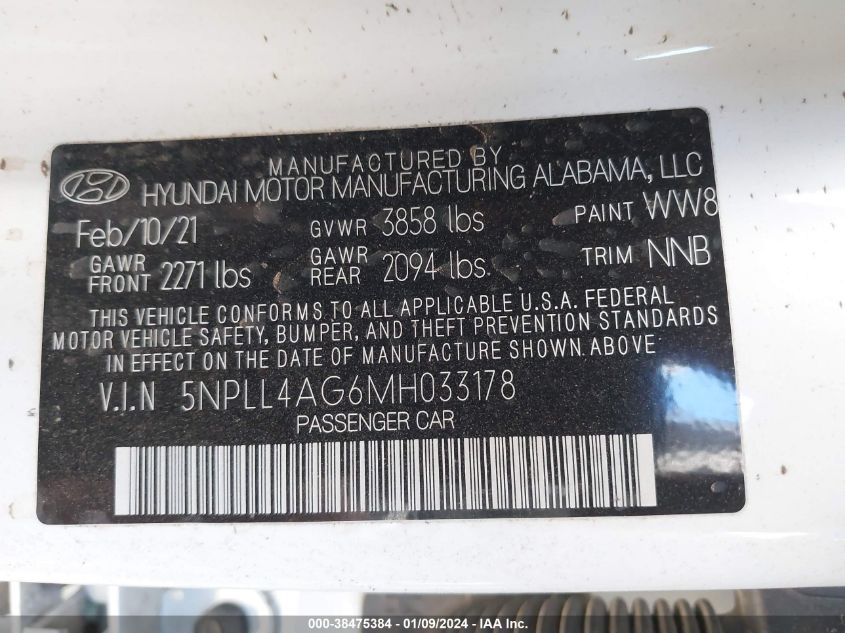 MANUFACTURED BY
HYUNDAI MOTOR MANUFACTURING ALABAMA, LLC
Feb/10/21 GVWR 3858 lbs PAINT WW8
GAWR FRONT 2271 lbs GAWR REAR 2094 lbs. TRIM NNB
THIS VEHICLE CONFORMS TO ALL APPLICABLE U.S.A. FEDERAL
MOTOR VEHICLE SAFETY, BUMPER, AND THEFT PREVENTION STANDARDS
IN EFFECT ON THE DATE OF MANUFACTURE SHOWN ABOVE.
V.I.N 5NPLL4AG6MH033178
PASSENGER CAR
000-38475384 - 01/09/2024 - IAA Inc.